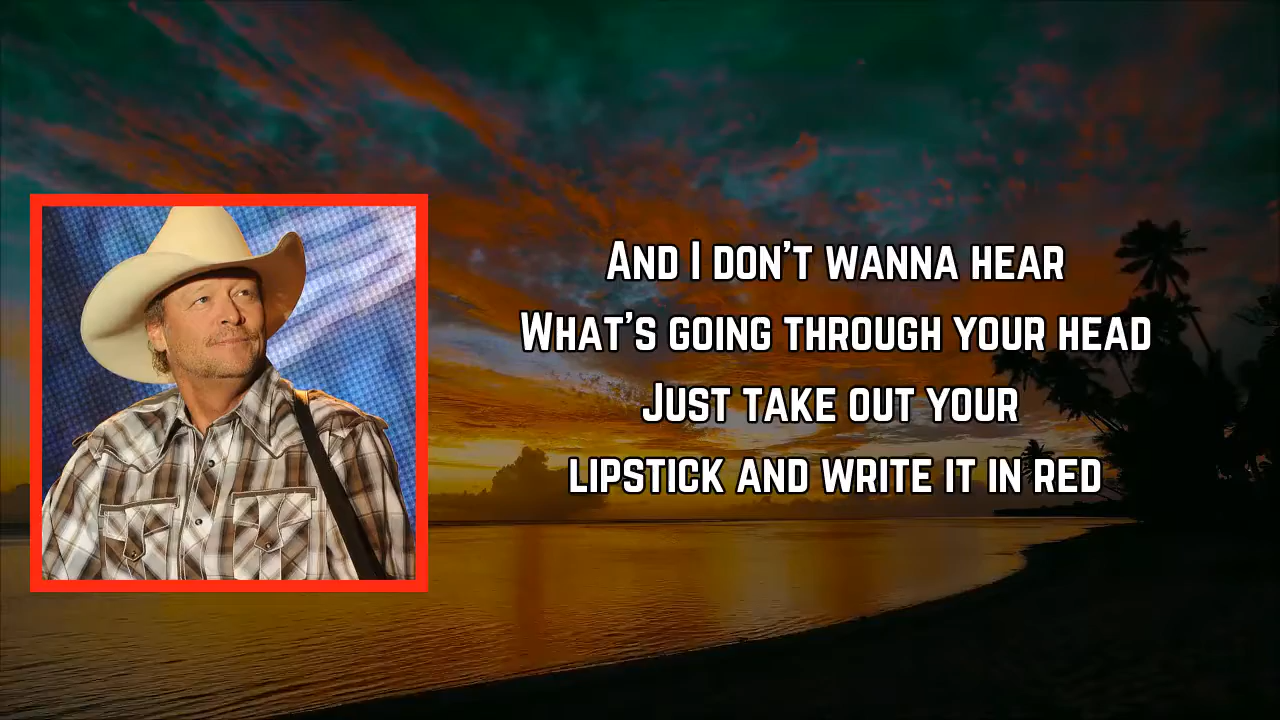 And I don't wanna hear
What's going through your head
Just take out your
lipstick and write it in red